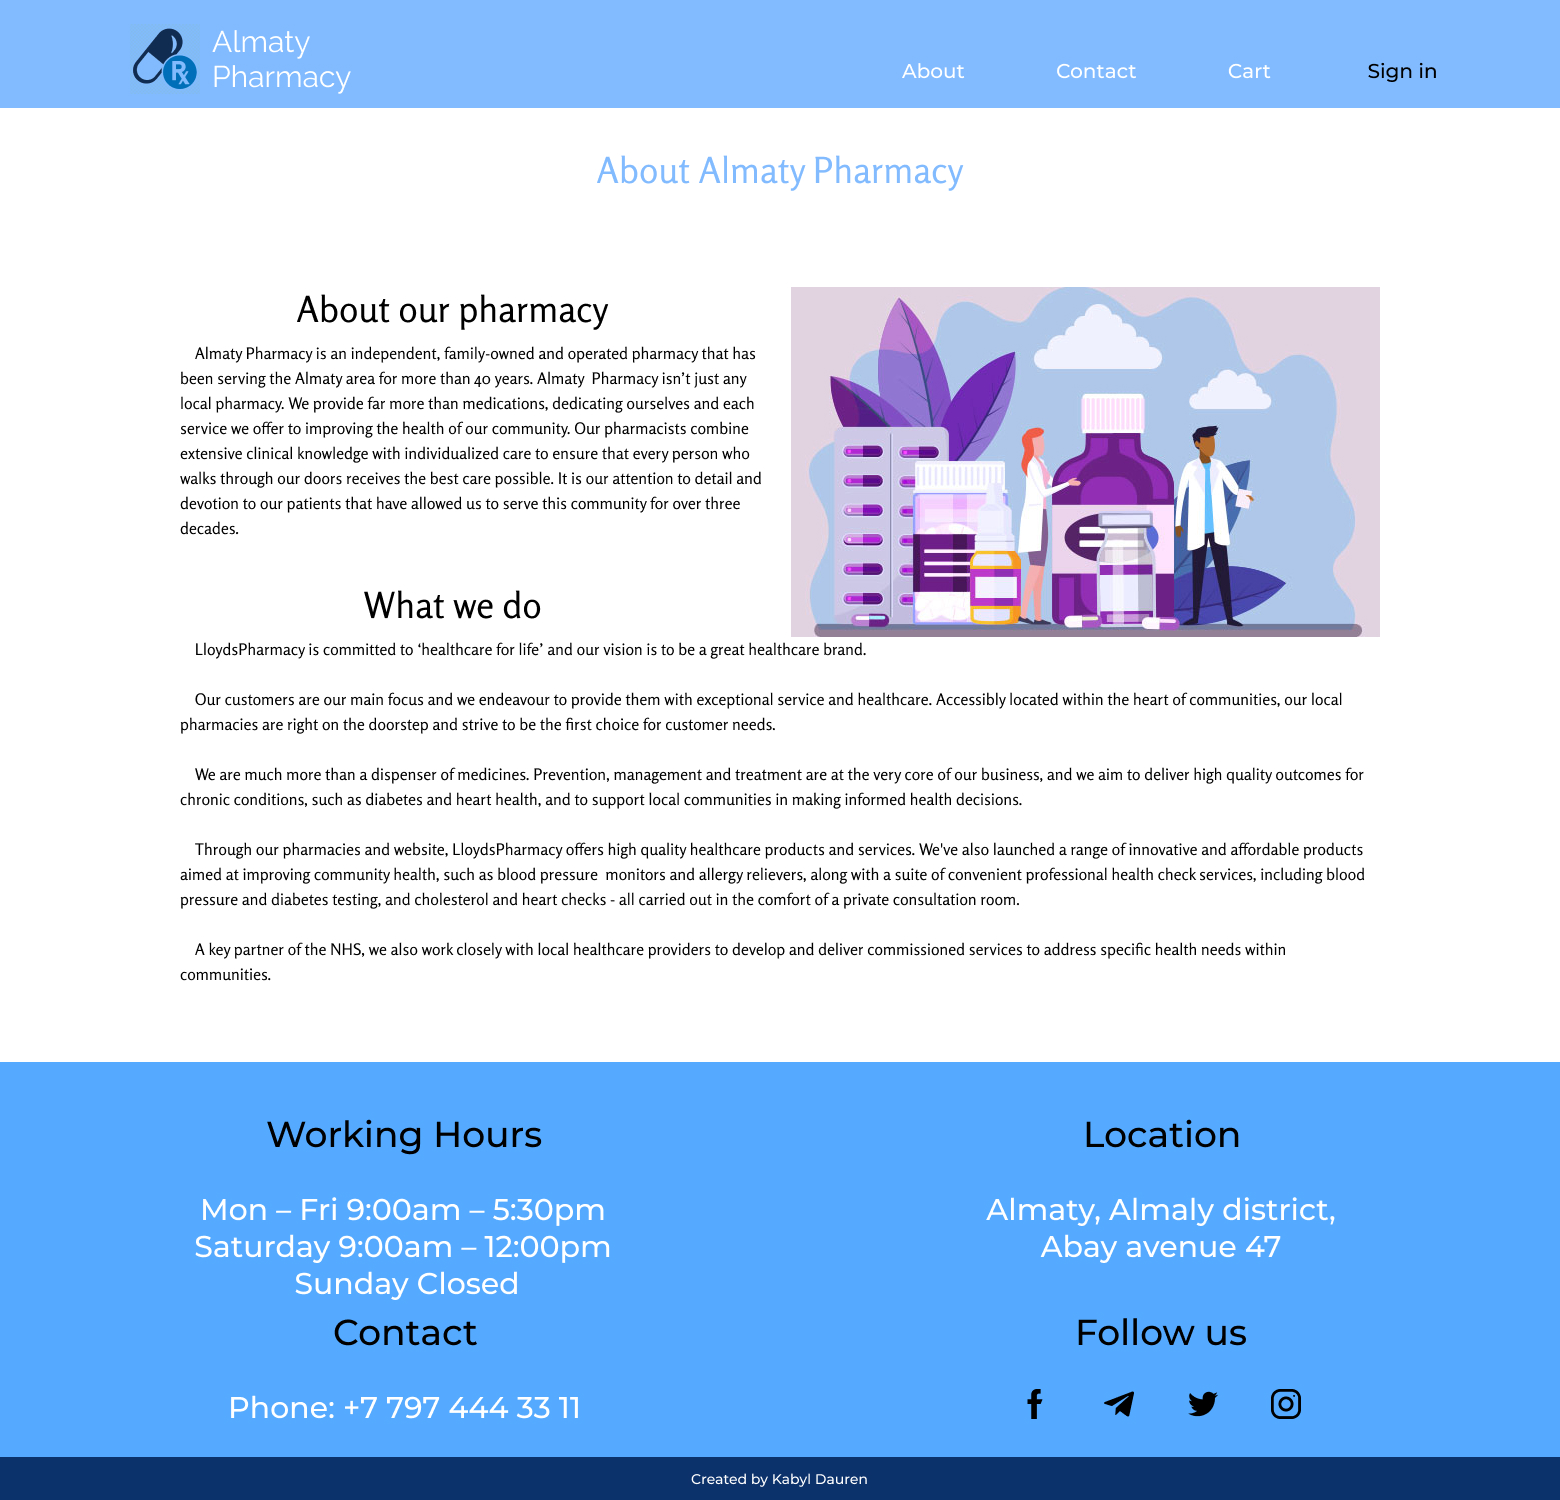 Almaty
Pharmacy
About
Contact
Cart
Sign in
About Almaty Pharmacy
About our pharmacy
Almaty Pharmacy is an independent, family-owned and operated pharmacy that has
been serving the Almaty area for more than 40 years. Almaty  Pharmacy isn’t just any
local pharmacy. We provide far more than medications, dedicating ourselves and each
service we offer to improving the health of our community. Our pharmacists combine
extensive clinical knowledge with individualized care to ensure that every person who
walks through our doors receives the best care possible. It is our attention to detail and
devotion to our patients that have allowed us to serve this community for over three
decades.
What we do
LloydsPharmacy is committed to ‘healthcare for life’ and our vision is to be a great healthcare brand.
Our customers are our main focus and we endeavour to provide them with exceptional service and healthcare. Accessibly located within the heart of communities, our local
pharmacies are right on the doorstep and strive to be the first choice for customer needs.
We are much more than a dispenser of medicines. Prevention, management and treatment are at the very core of our business, and we aim to deliver high quality outcomes for
chronic conditions, such as diabetes and heart health, and to support local communities in making informed health decisions.
Through our pharmacies and website, LloydsPharmacy offers high quality healthcare products and services. We've also launched a range of innovative and affordable products
aimed at improving community health, such as blood pressure  monitors and allergy relievers, along with a suite of convenient professional health check services, including blood
pressure and diabetes testing, and cholesterol and heart checks - all carried out in the comfort of a private consultation room.
A key partner of the NHS, we also work closely with local healthcare providers to develop and deliver commissioned services to address specific health needs within
communities.
Working Hours
Mon – Fri 9:00am – 5:30pm
Saturday 9:00am – 12:00pm
Sunday Closed
Location
Almaty, Almaly district,
Abay avenue 47
Contact
Phone: +7 797 444 33 11
Follow us
Created by Kabyl Dauren